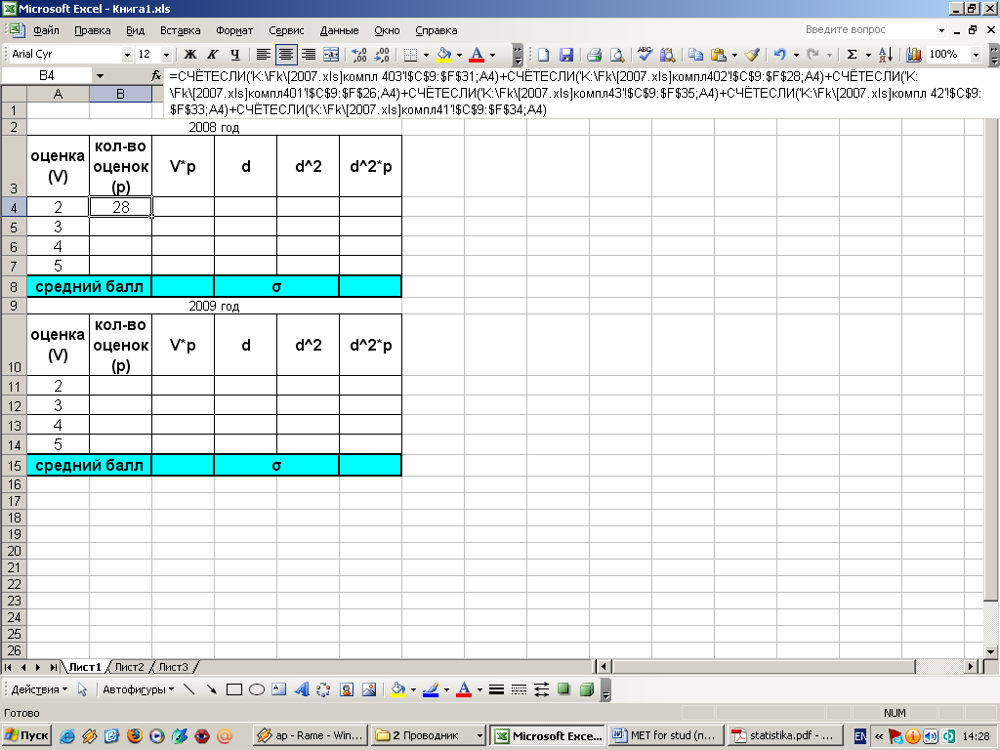 Microsoft Excel - Книга1.xls
Файл Правка Вид Вставка Формат Сервис Данные Окно Справка Введите вопрос
Arial Cyr 12 Ж К Ч 100%
B4 fx =СЧЁТЕСЛИ('K:\Fk\[2007.xls]компл 403'!$C$9:$F$31;A4)+СЧЁТЕСЛИ('K:\Fk\[2007.xls]компл402'!$C$9:$F$28;A4)+СЧЁТЕСЛИ('K:
\Fk\[2007.xls]компл401'!$C$9:$F$26;A4)+СЧЁТЕСЛИ('K:\Fk\[2007.xls]компл43'!$C$9:$F$35;A4)+СЧЁТЕСЛИ('K:\Fk\[2007.xls]компл 42'!$C$9:
$F$33;A4)+СЧЁТЕСЛИ('K:\Fk\[2007.xls]компл41'!$C$9:$F$34;A4)
A B
1
2 2008 год
3 оценка (V) кол-во оценок (p) V*p d d^2 d^2*p
4 2 28
5 3
6 4
7 5
8 средний балл σ
9 2009 год
10 оценка (V) кол-во оценок (p) V*p d d^2 d^2*p
11 2
12 3
13 4
14 5
15 средний балл σ
16
17
18
19
20
21
22
23
24
25
26
Лист1 Лист2 Лист3
Действия Автофигуры
Готово NUM
Пуск ap - Rame - Win... 2 Проводник Microsoft Exce... MET for stud (п... statistika.pdf - ... EN « 14:28